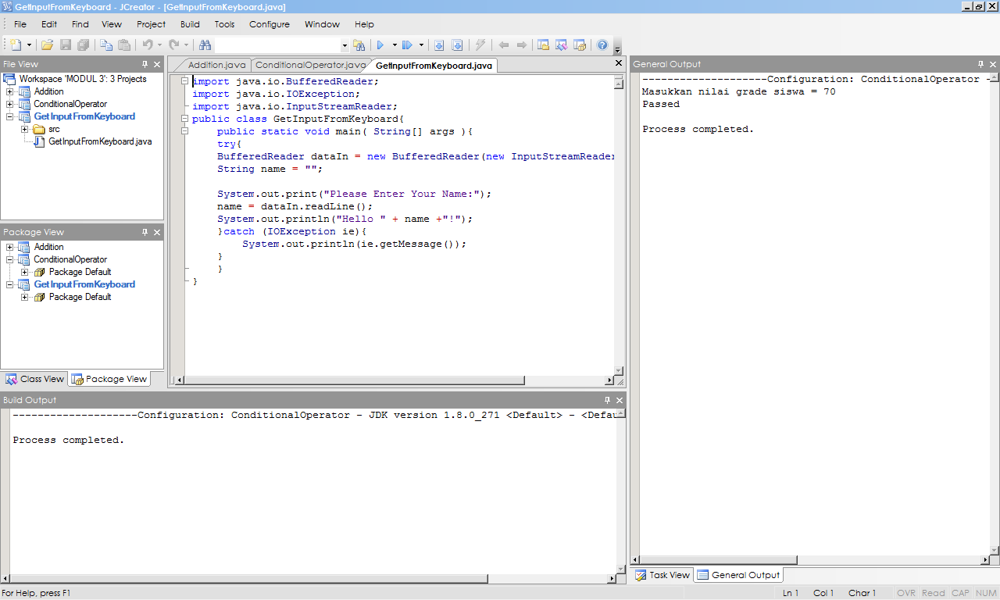 GetInputFromKeyboard - JCreator - [GetInputFromKeyboard.java]
File Edit Find View Project Build Tools Configure Window Help
File View
Workspace 'MODUL 3': 3 Projects
Addition
ConditionalOperator
GetInputFromKeyboard
src
GetInputFromKeyboard.java
Package View
Addition
ConditionalOperator
Package Default
GetInputFromKeyboard
Package Default
Class View Package View
Addition.java ConditionalOperator.java GetInputFromKeyboard.java
import java.io.BufferedReader;
import java.io.IOException;
import java.io.InputStreamReader;
public class GetInputFromKeyboard{
public static void main( String[] args ){
try{
BufferedReader dataIn = new BufferedReader(new InputStreamReader
String name = "";
System.out.print("Please Enter Your Name:");
name = dataIn.readLine();
System.out.println("Hello " + name +"!");
}catch (IOException ie){
System.out.println(ie.getMessage());
}
}
}
General Output
--------------------Configuration: ConditionalOperator -
Masukkan nilai grade siswa = 70
Passed
Process completed.
Task View General Output
Build Output
--------------------Configuration: ConditionalOperator - JDK version 1.8.0_271 <Default> - <Defau
Process completed.
For Help, press F1
Ln 1 Col 1 Char 1 OVR Read CAP NUM